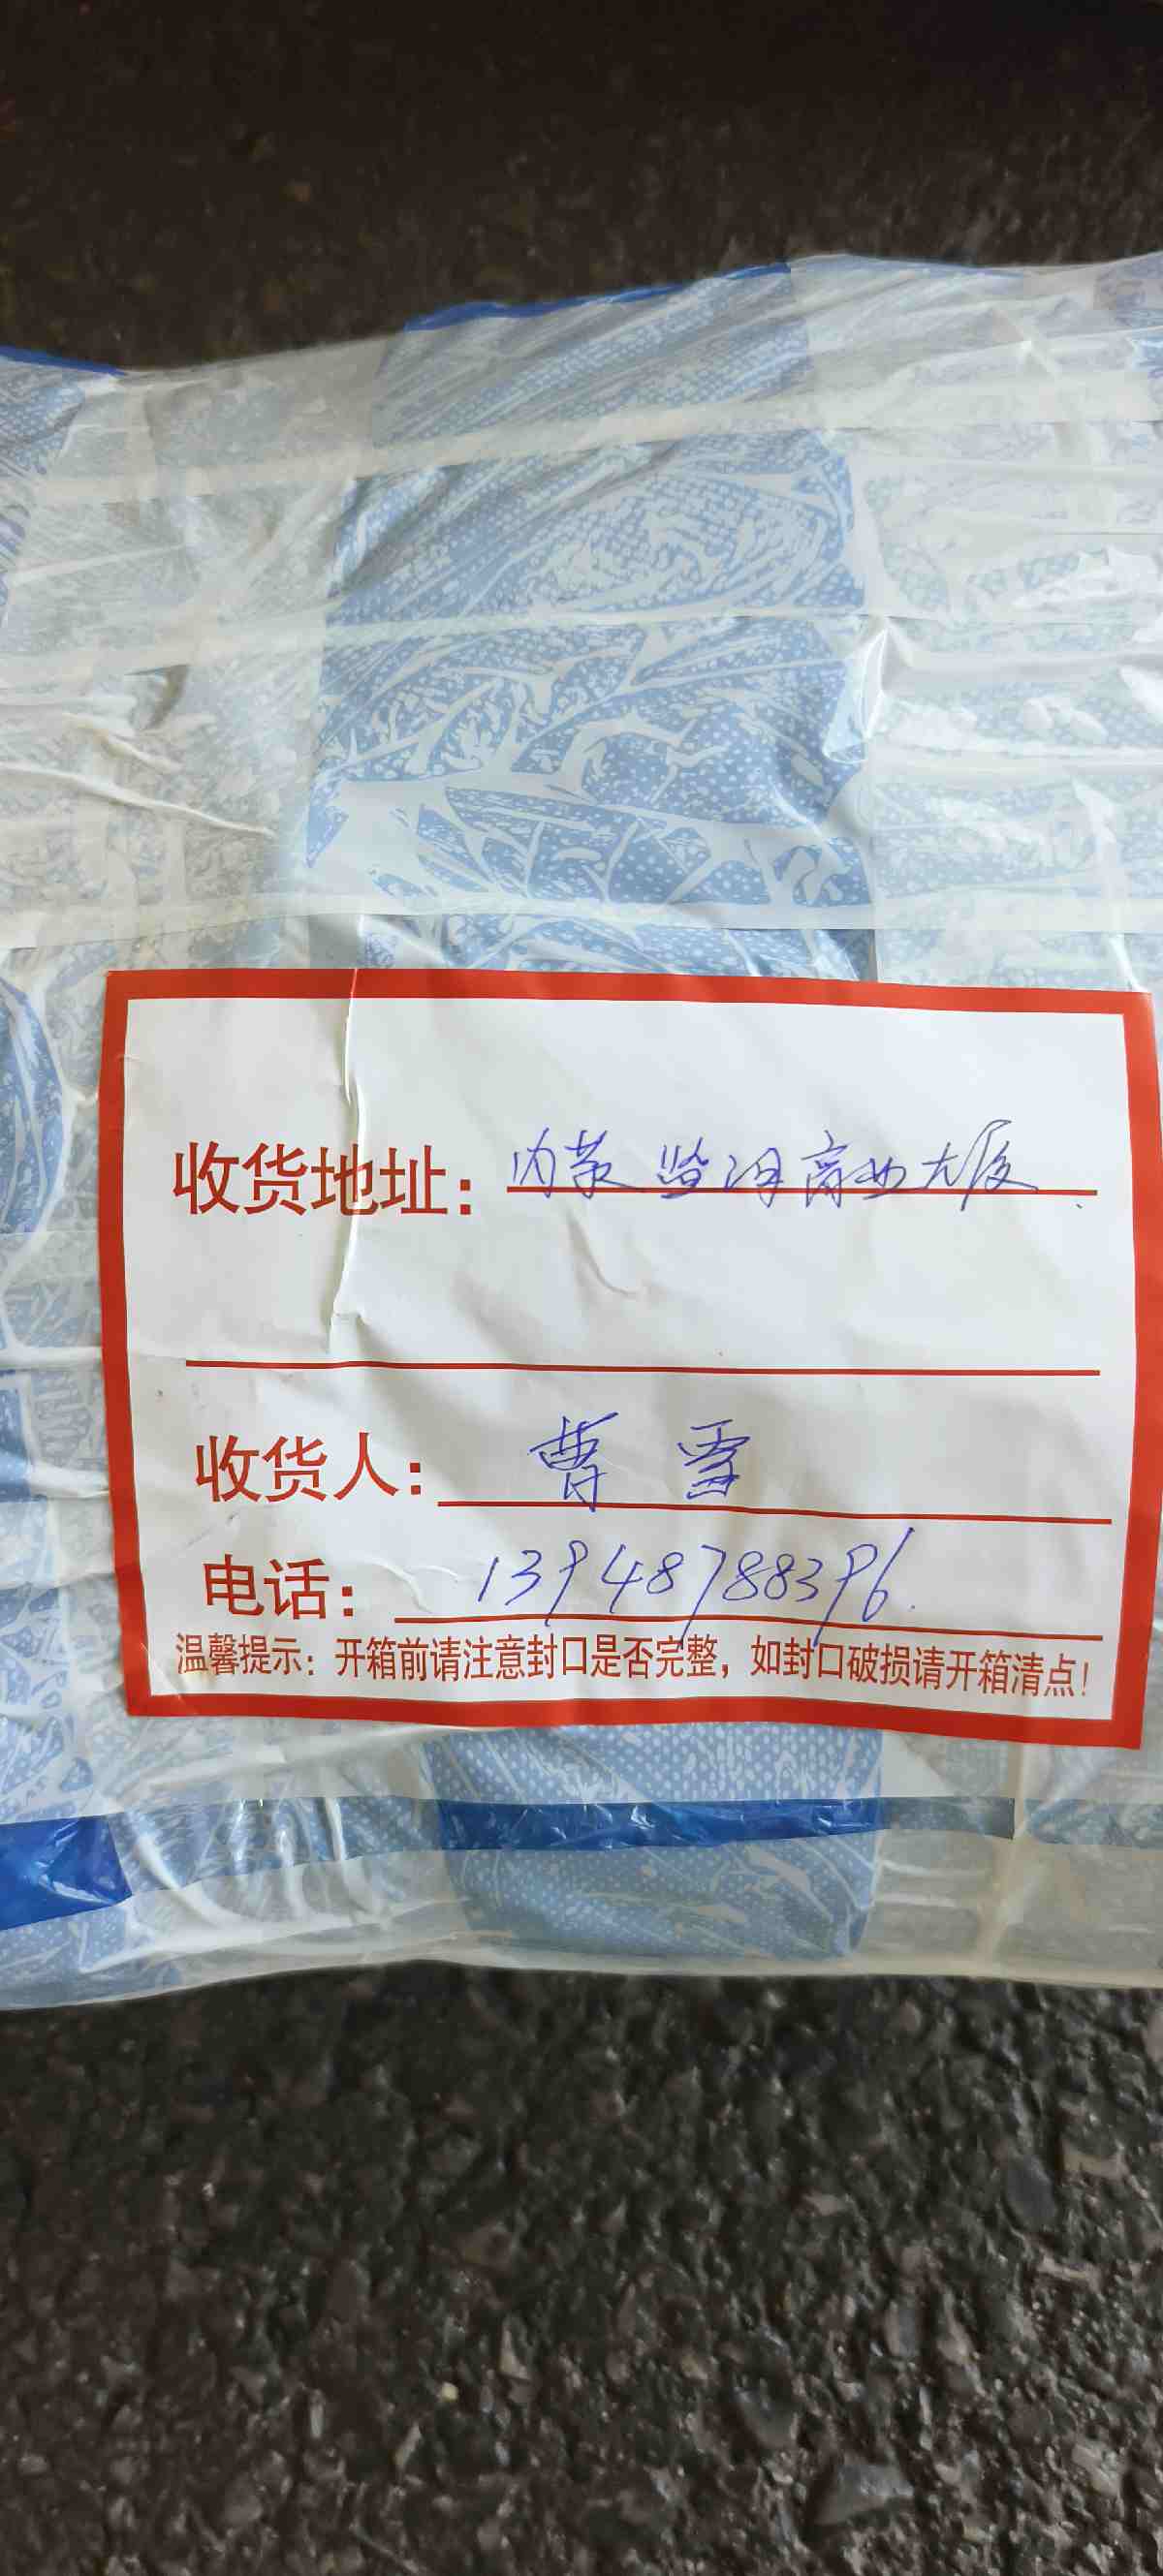 收货地址：内蒙 临河商业大厦
收货人：曹 雪
电话：13948788396
温馨提示：开箱前请注意封口是否完整，如封口破损请开箱清点！